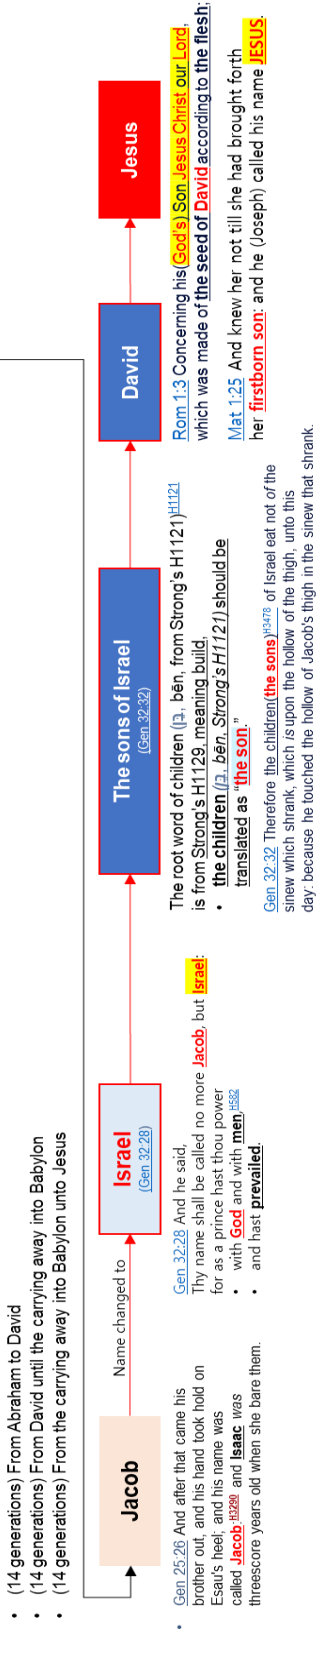 • (14 generations) From Abraham to David
• (14 generations) From David until the carrying away into Babylon
• (14 generations) From the carrying away into Babylon unto Jesus
Jacob
Name changed to
Israel
(Gen 32:28)
The sons of Israel
(Gen 32:32)
David
Jesus
• Gen 25:26 And after that came his
brother out, and his hand took hold on
Esau's heel; and his name was
called Jacob:H3290 and Isaac was
threescore years old when she bare them.
Gen 32:28 And he said,
Thy name shall be called no more Jacob, but Israel:
for as a prince hast thou power
• with God and with men,H582
• and hast prevailed.
The root word of children (בן, bên, from Strong's H1121)H1121
is from Strong's H1129, meaning build,
• the children (בן, bên, Strong's H1121) should be
translated as “the son.”
Gen 32:32 Therefore the children(the sons)H3478 of Israel eat not of the
sinew which shrank, which is upon the hollow of the thigh, unto this
day: because he touched the hollow of Jacob's thigh in the sinew that shrank.
Rom 1:3 Concerning his(God's) Son Jesus Christ our Lord,
which was made of the seed of David according to the flesh;
Mat 1:25 And knew her not till she had brought forth
her firstborn son: and he (Joseph) called his name JESUS.